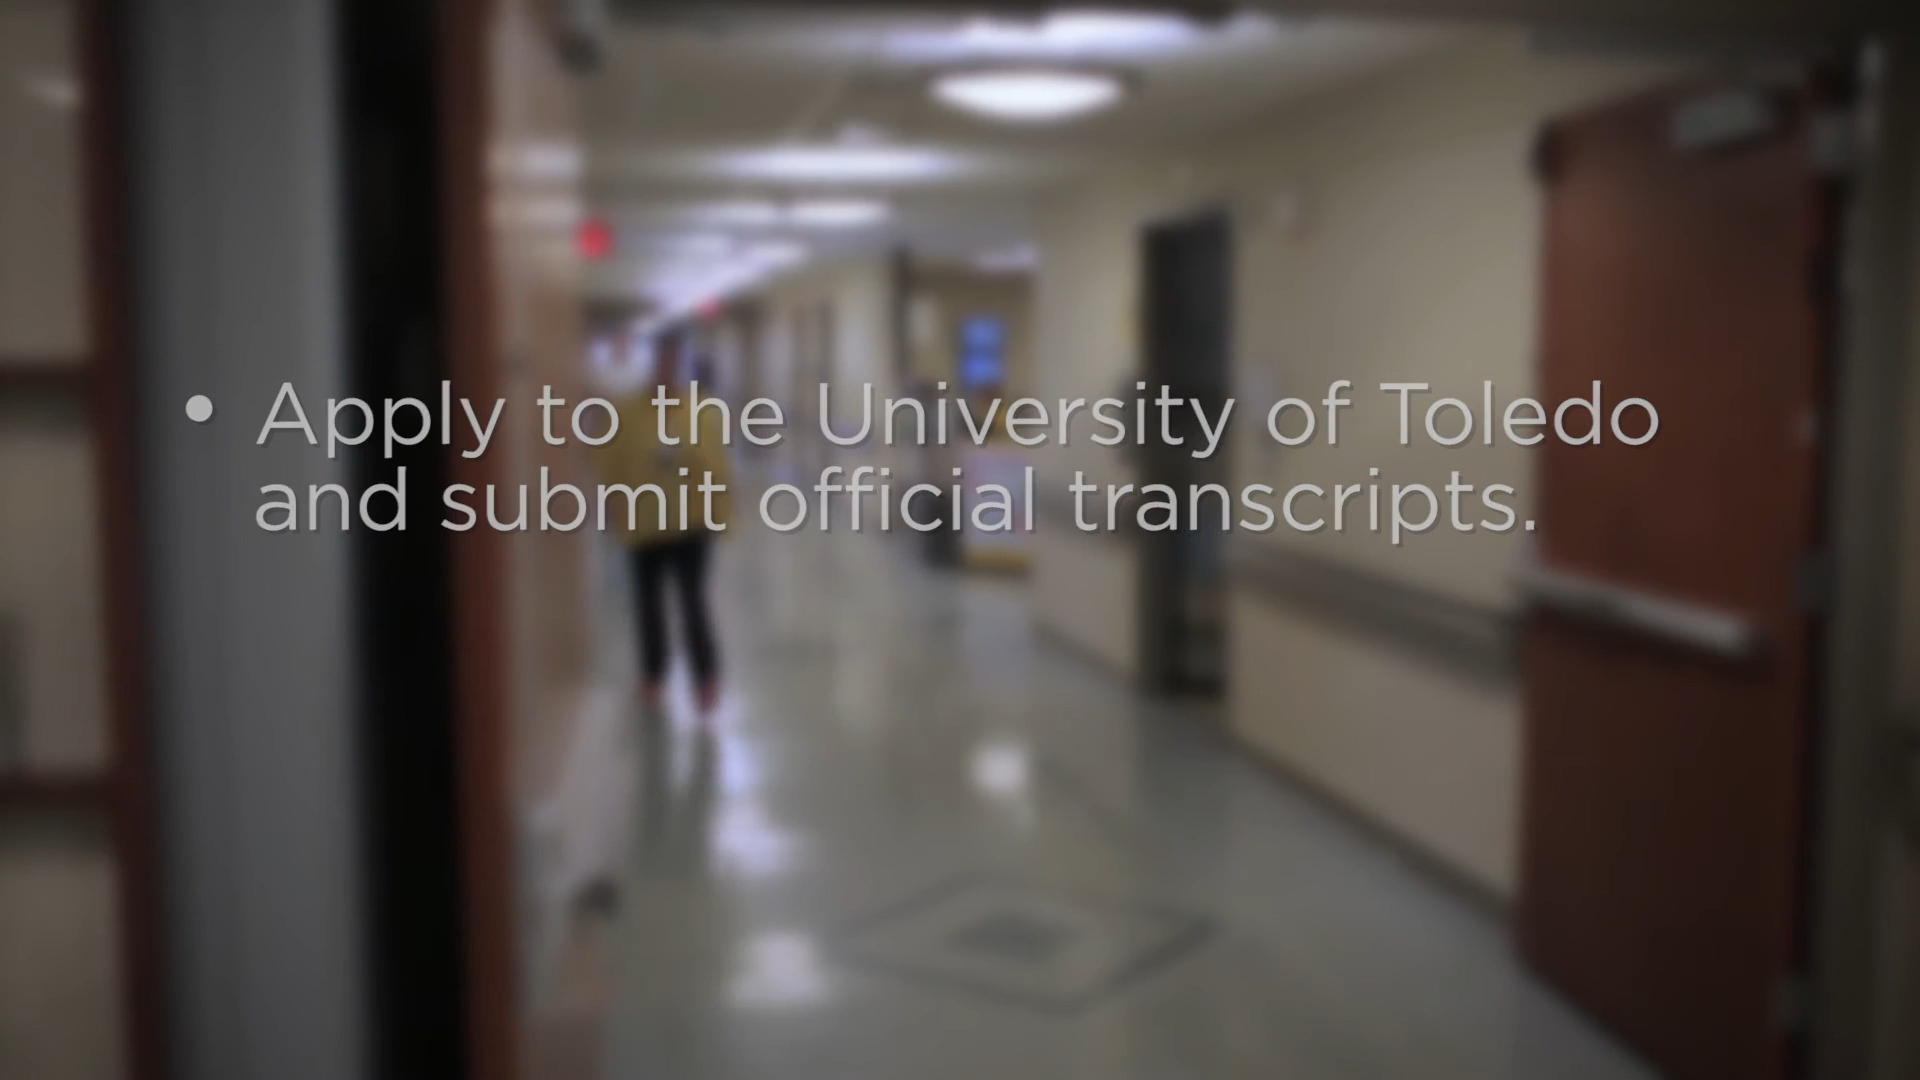 • Apply to the University of Toledo
and submit official transcripts.